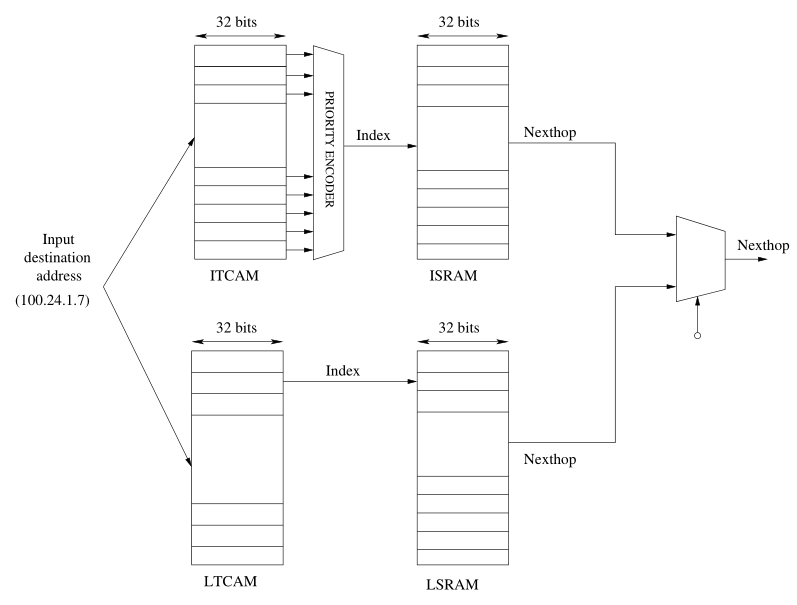 32 bits
32 bits
PRIORITY ENCODER
Index
Nexthop
Input
destination
address
(100.24.1.7)
Nexthop
ITCAM
ISRAM
32 bits
32 bits
Index
Nexthop
LTCAM
LSRAM